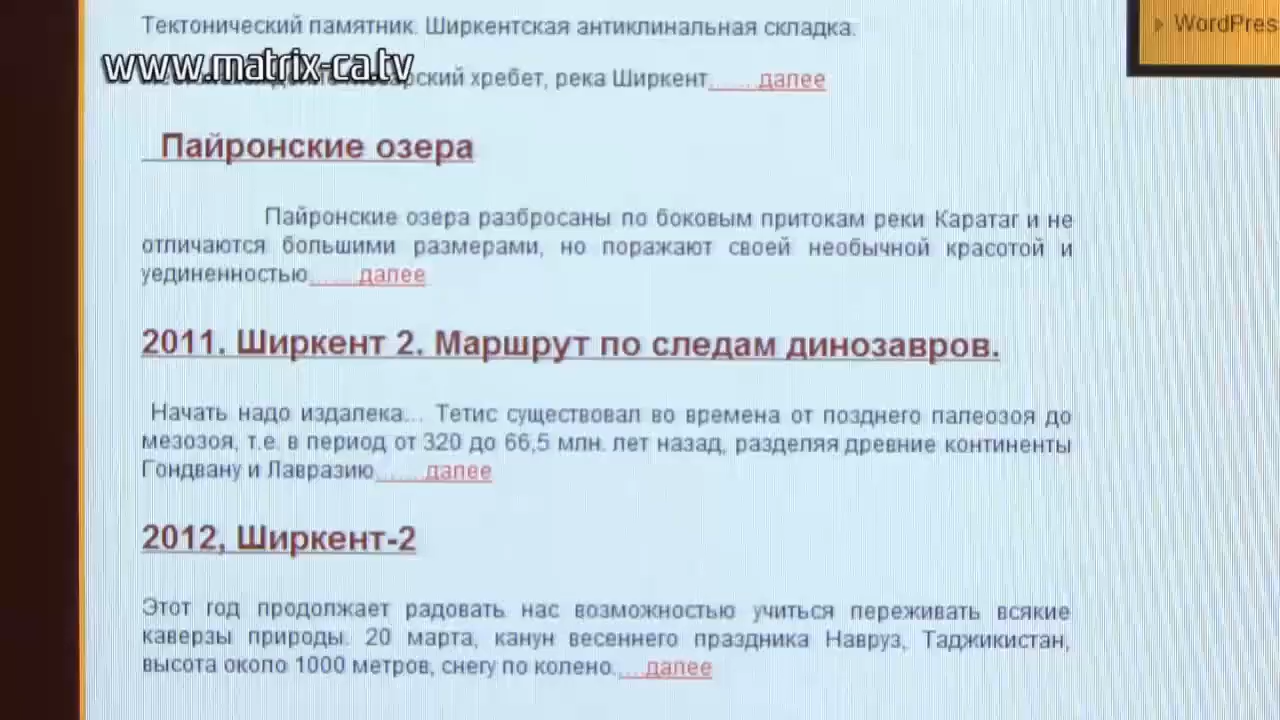 Тектонический памятник. Ширкентская антиклинальная складка.
WordPres
www.matrix-ca.tv
хребет, река Ширкент...... далее
Пайронские озера
Пайронские озера разбросаны по боковым притокам реки Каратаг и не
отличаются большими размерами, но поражают своей необычной красотой и
уединенностью...... далее
2011. Ширкент 2. Маршрут по следам динозавров.
Начать надо издалека... Тетис существовал во времена от позднего палеозоя до
мезозоя, т.е. в период от 320 до 66,5 млн. лет назад, разделяя древние континенты
Гондвану и Лавразию...... далее
2012, Ширкент-2
Этот год продолжает радовать нас возможностью учиться переживать всякие
каверзы природы. 20 марта, канун весеннего праздника Навруз, Таджикистан,
высота около 1000 метров, снегу по колено..... далее